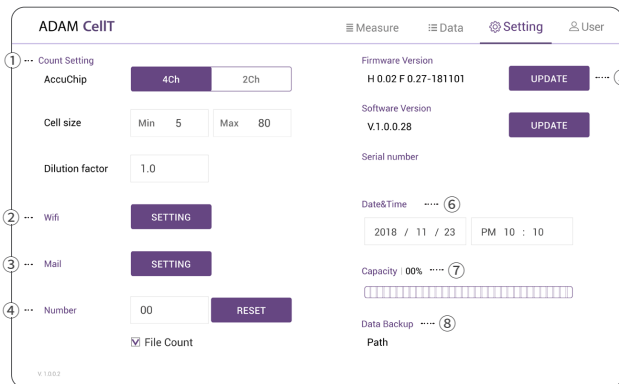 ADAM CellT
Measure
Data
Setting
User
1 Count Setting
AccuChip 4Ch 2Ch
Cell size Min 5 Max 80
Dilution factor 1.0
2 Wifi SETTING
3 Mail SETTING
4 Number 00 RESET
File Count
V 1.0.0.2
Firmware Version
H 0.02 F 0.27-181101 UPDATE
Software Version
V.1.0.0.28 UPDATE
Serial number
Date&Time 6
2018 / 11 / 23 PM 10 : 10
Capacity | 00% 7
Data Backup 8
Path